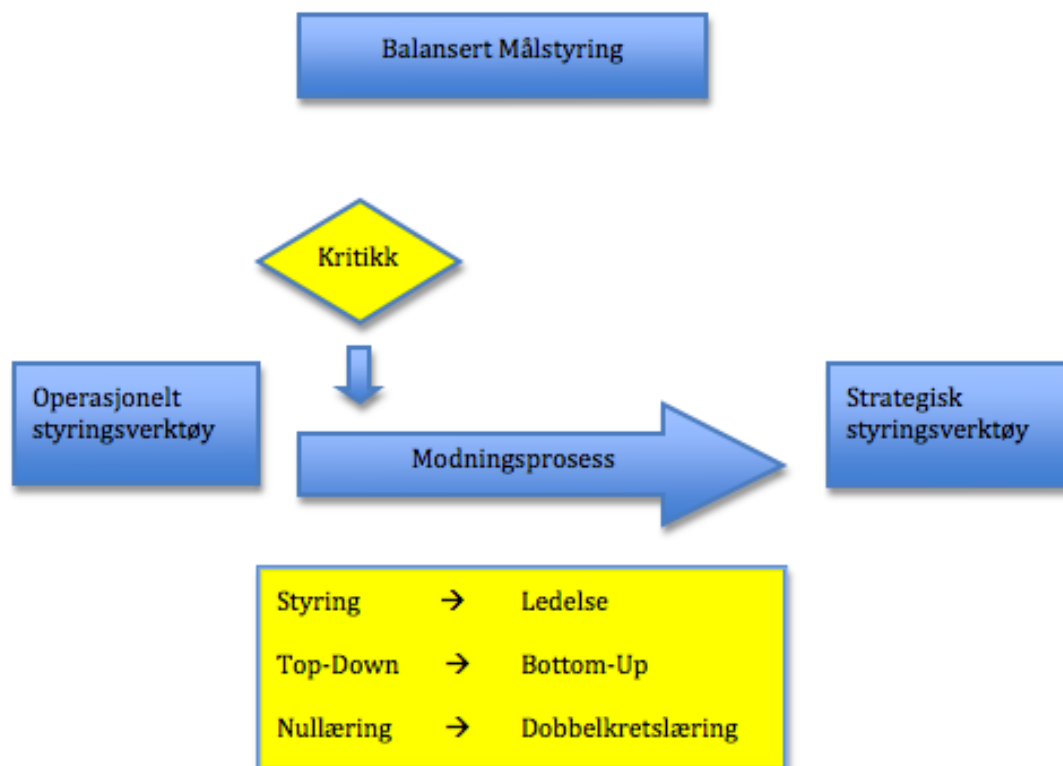 Balansert Målstyring
Kritikk
Operasjonelt
styringsverktøy
Modningsprosess
Strategisk
styringsverktøy
Styring → Ledelse
Top-Down → Bottom-Up
Nullæring → Dobbelkretslæring